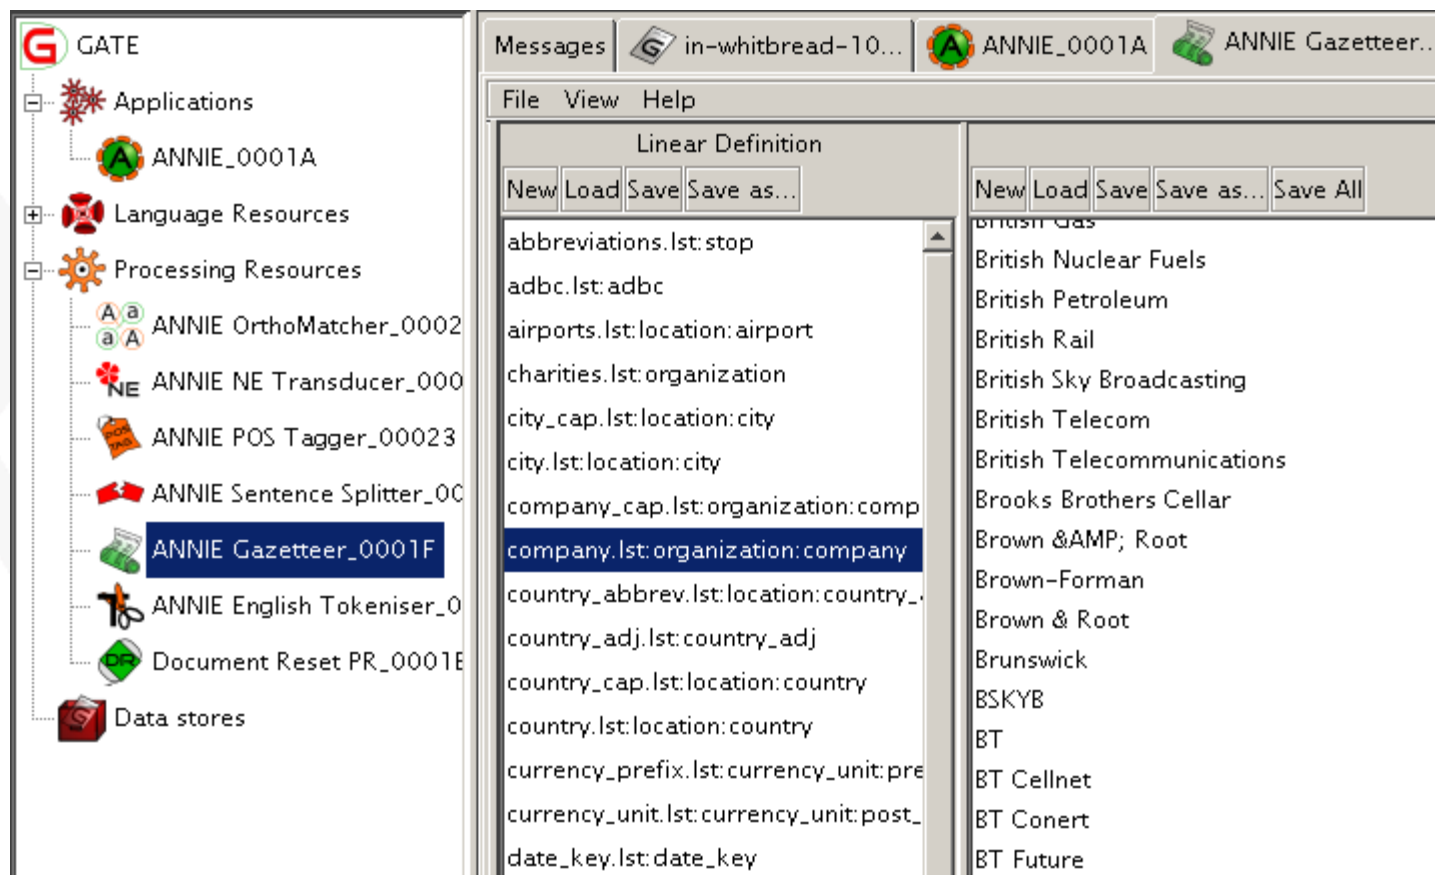 GATE
Applications
ANNIE_0001A
Language Resources
Processing Resources
ANNIE OrthoMatcher_0002
ANNIE NE Transducer_000
ANNIE POS Tagger_00023
ANNIE Sentence Splitter_00
ANNIE Gazetteer_0001F
ANNIE English Tokeniser_0
Document Reset PR_0001E
Data stores
Messages in-whitbread-10... ANNIE_0001A ANNIE Gazetteer...
File View Help
Linear Definition
New Load Save Save as...
abbreviations.lst:stop
adbc.lst:adbc
airports.lst:location:airport
charities.lst:organization
city_cap.lst:location:city
city.lst:location:city
company_cap.lst:organization:comp
company.lst:organization:company
country_abbrev.lst:location:country_
country_adj.lst:country_adj
country_cap.lst:location:country
country.lst:location:country
currency_prefix.lst:currency_unit:pre
currency_unit.lst:currency_unit:post_
date_key.lst:date_key
New Load Save Save as... Save All
British Gas
British Nuclear Fuels
British Petroleum
British Rail
British Sky Broadcasting
British Telecom
British Telecommunications
Brooks Brothers Cellar
Brown &AMP; Root
Brown-Forman
Brown & Root
Brunswick
BSKYB
BT
BT Cellnet
BT Conert
BT Future